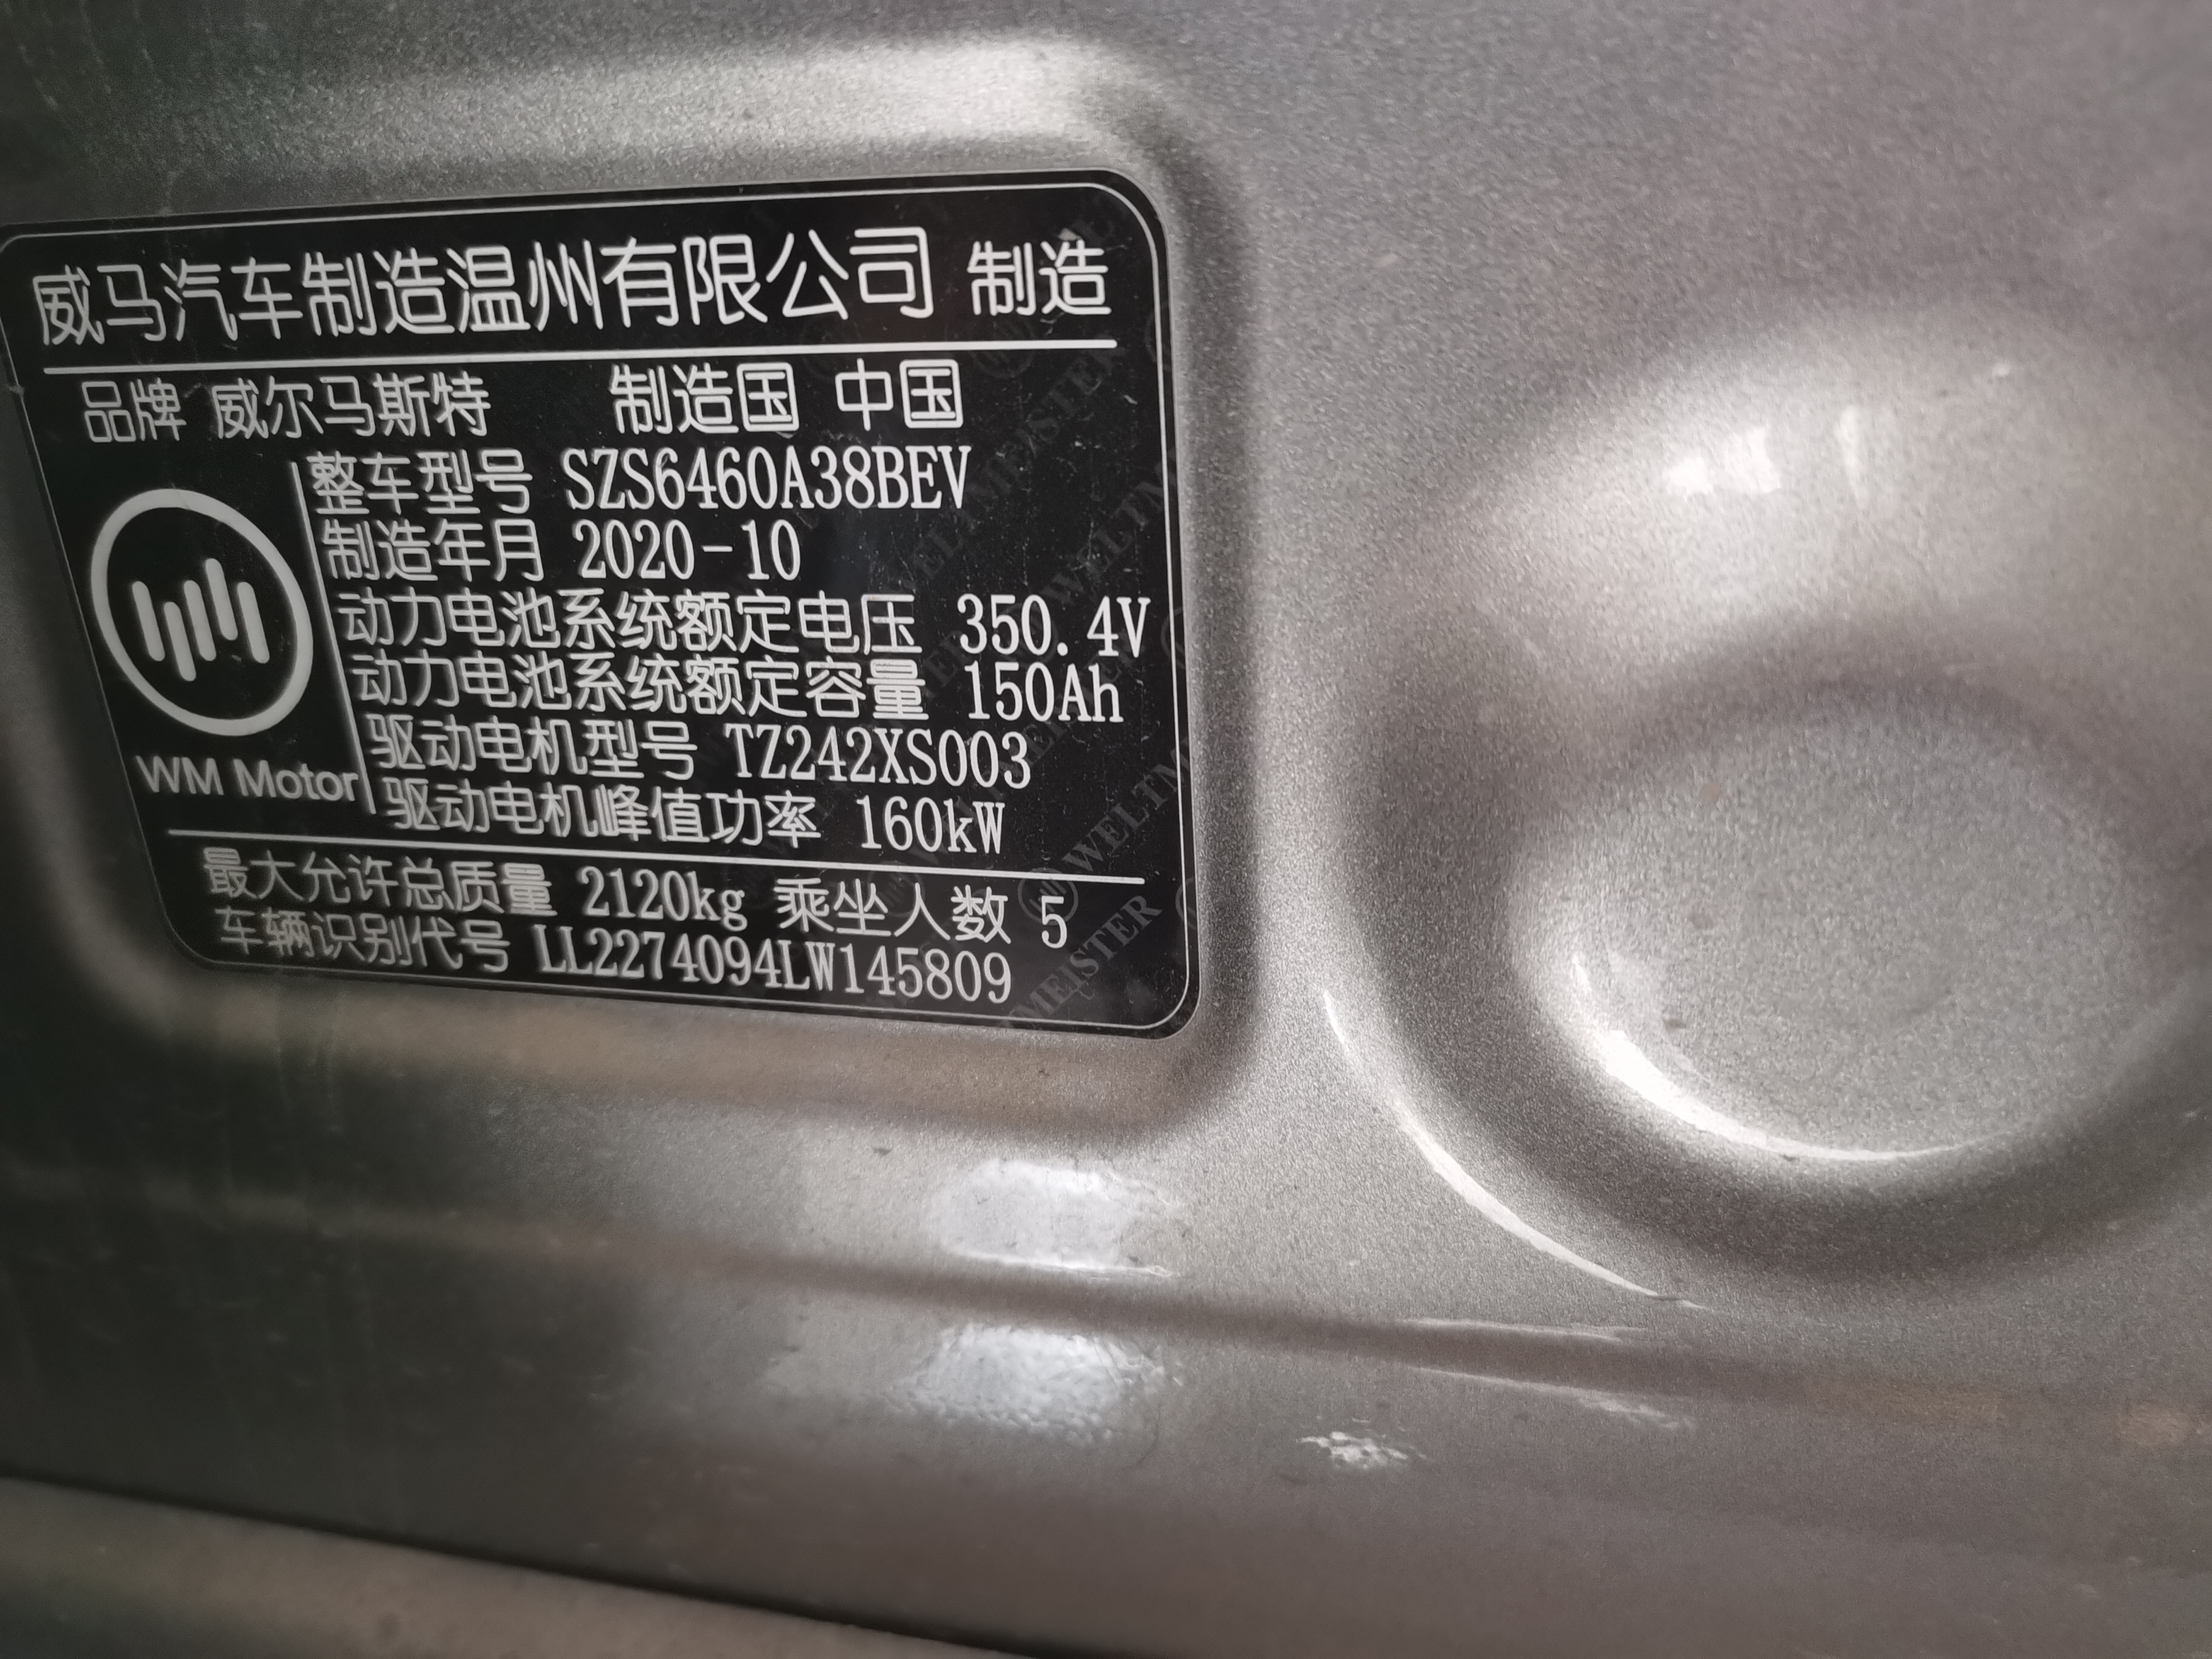 威马汽车制造温州有限公司 制造
品牌 威尔马斯特 制造国 中国
整车型号 SZS6460A38BEV
制造年月 2020-10
动力电池系统额定电压 350.4V
动力电池系统额定容量 150Ah
驱动电机型号 TZ242XS003
驱动电机峰值功率 160kW
WM Motor
最大允许总质量 2120kg 乘坐人数 5
车辆识别代号 LL2274094LW145809
WELTMEISTER